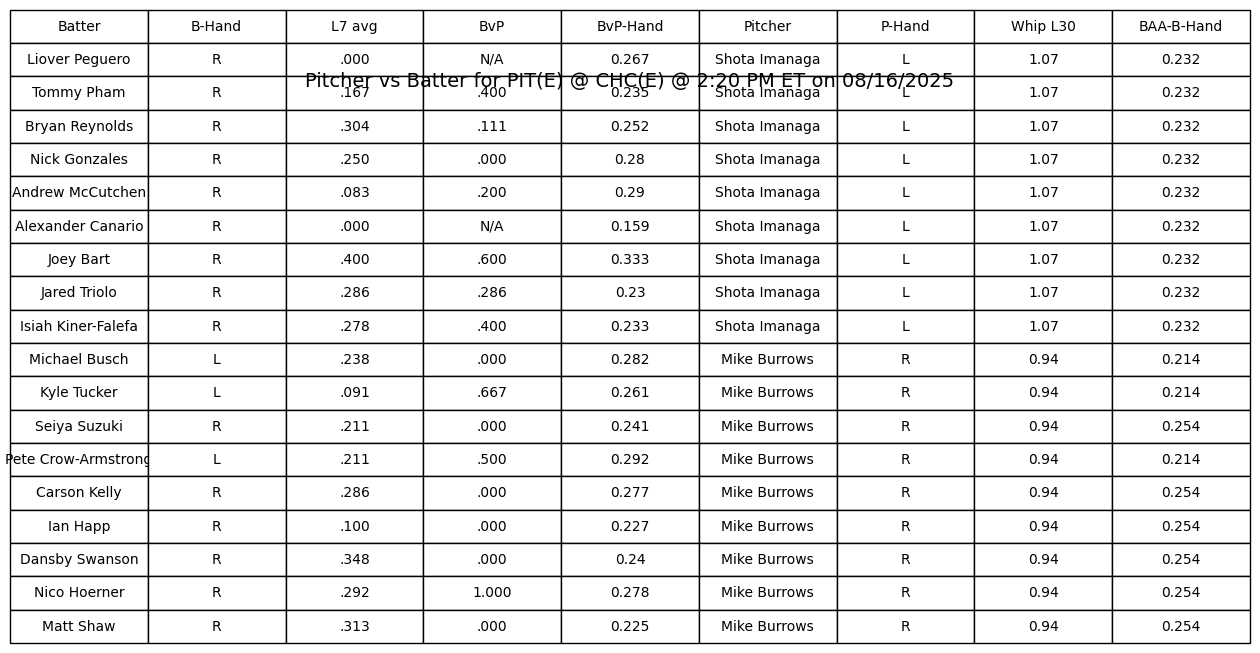 Batter B-Hand L7 avg BvP BvP-Hand Pitcher P-Hand Whip L30 BAA-B-Hand
Liover Peguero R .000 N/A 0.267 Shota Imanaga L 1.07 0.232
Pitcher vs Batter for PIT(E) @ CHC(E) @ 2:20 PM ET on 08/16/2025
Tommy Pham R .167 .400 0.235 Shota Imanaga L 1.07 0.232
Bryan Reynolds R .304 .111 0.252 Shota Imanaga L 1.07 0.232
Nick Gonzales R .250 .000 0.28 Shota Imanaga L 1.07 0.232
Andrew McCutchen R .083 .200 0.29 Shota Imanaga L 1.07 0.232
Alexander Canario R .000 N/A 0.159 Shota Imanaga L 1.07 0.232
Joey Bart R .400 .600 0.333 Shota Imanaga L 1.07 0.232
Jared Triolo R .286 .286 0.23 Shota Imanaga L 1.07 0.232
Isiah Kiner-Falefa R .278 .400 0.233 Shota Imanaga L 1.07 0.232
Michael Busch L .238 .000 0.282 Mike Burrows R 0.94 0.214
Kyle Tucker L .091 .667 0.261 Mike Burrows R 0.94 0.214
Seiya Suzuki R .211 .000 0.241 Mike Burrows R 0.94 0.254
Pete Crow-Armstrong L .211 .500 0.292 Mike Burrows R 0.94 0.214
Carson Kelly R .286 .000 0.277 Mike Burrows R 0.94 0.254
Ian Happ R .100 .000 0.227 Mike Burrows R 0.94 0.254
Dansby Swanson R .348 .000 0.24 Mike Burrows R 0.94 0.254
Nico Hoerner R .292 1.000 0.278 Mike Burrows R 0.94 0.254
Matt Shaw R .313 .000 0.225 Mike Burrows R 0.94 0.254